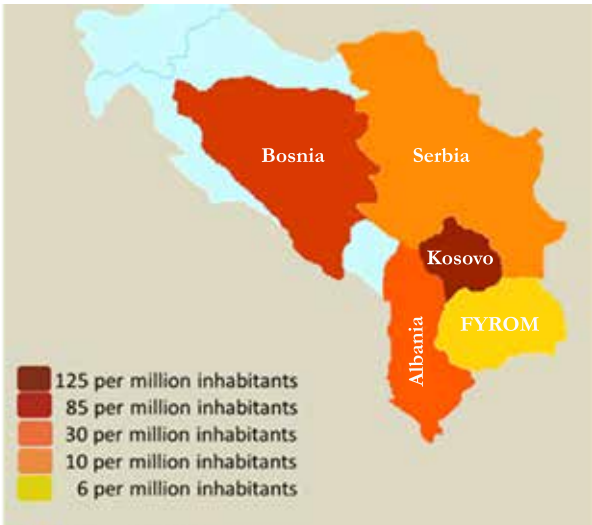 Bosnia
Serbia
Kosovo
FYROM
Albania
125 per million inhabitants
85 per million inhabitants
30 per million inhabitants
10 per million inhabitants
6 per million inhabitants